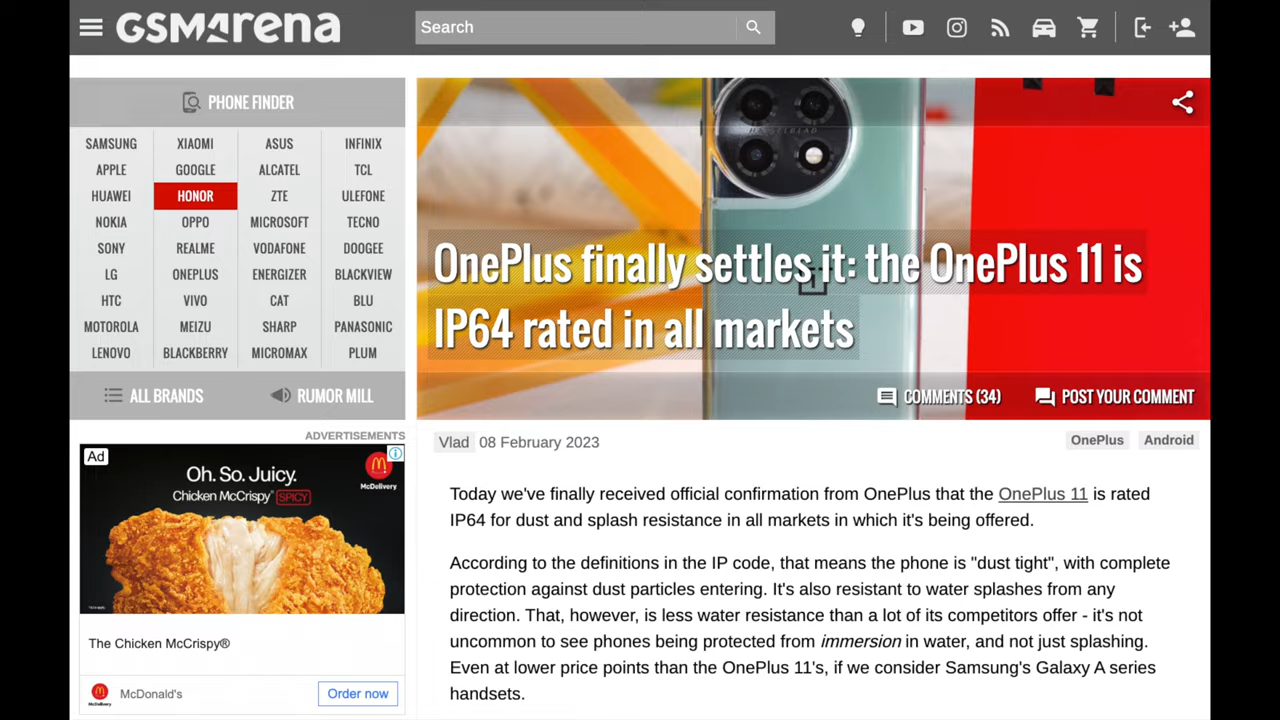 GSMArena
Search
PHONE FINDER
SAMSUNG XIAOMI ASUS INFINIX
APPLE GOOGLE ALCATEL TCL
HUAWEI HONOR ZTE ULEFONE
NOKIA OPPO MICROSOFT TECNO
SONY REALME VODAFONE DOOGEE
LG ONEPLUS ENERGIZER BLACKVIEW
HTC VIVO CAT BLU
MOTOROLA MEIZU SHARP PANASONIC
LENOVO BLACKBERRY MICROMAX PLUM
ALL BRANDS RUMOR MILL
ADVERTISEMENTS
Ad
Oh. So. Juicy.
Chicken McCrispy® SPICY
McDelivery
The Chicken McCrispy®
McDelivery
McDonald's
Order now
HASSELBLAD
OnePlus finally settles it: the OnePlus 11 is
IP64 rated in all markets
COMMENTS (34) POST YOUR COMMENT
Vlad 08 February 2023
OnePlus Android
Today we've finally received official confirmation from OnePlus that the OnePlus 11 is rated
IP64 for dust and splash resistance in all markets in which it's being offered.
According to the definitions in the IP code, that means the phone is "dust tight", with complete
protection against dust particles entering. It's also resistant to water splashes from any
direction. That, however, is less water resistance than a lot of its competitors offer - it's not
uncommon to see phones being protected from immersion in water, and not just splashing.
Even at lower price points than the OnePlus 11's, if we consider Samsung's Galaxy A series
handsets.